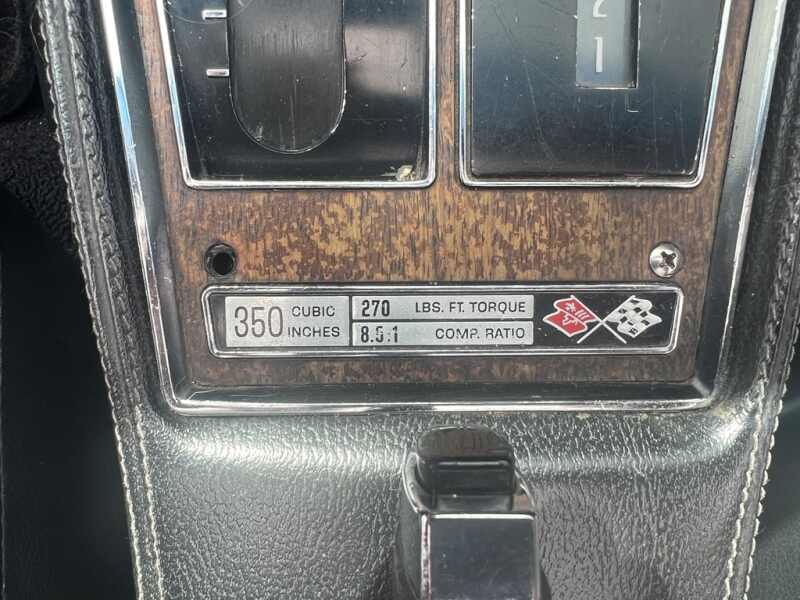 2
1
350 CUBIC INCHES
270 LBS. FT. TORQUE
8.5:1 COMP. RATIO